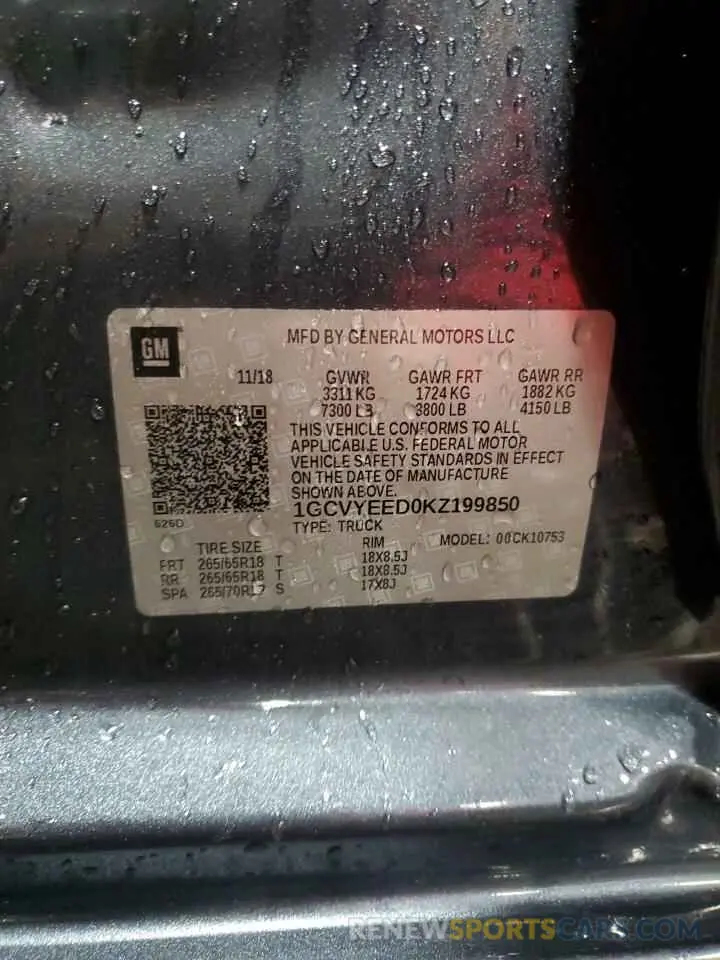 GM
MFD BY GENERAL MOTORS LLC
11/18 GVWR GAWR FRT GAWR RR
3311 KG 1724 KG 1882 KG
7300 LB 3800 LB 4150 LB
THIS VEHICLE CONFORMS TO ALL
APPLICABLE U.S. FEDERAL MOTOR
VEHICLE SAFETY STANDARDS IN EFFECT
ON THE DATE OF MANUFACTURE
SHOWN ABOVE.
1GCVYEED0KZ199850
626D
TYPE: TRUCK
MODEL: 00CK10753
TIRE SIZE RIM
FRT 265/65R18 T 18X8.5J
RR 265/65R18 T 18X8.5J
SPA 265/70R17 S 17X8J
RENEWSPORTSCARS.COM